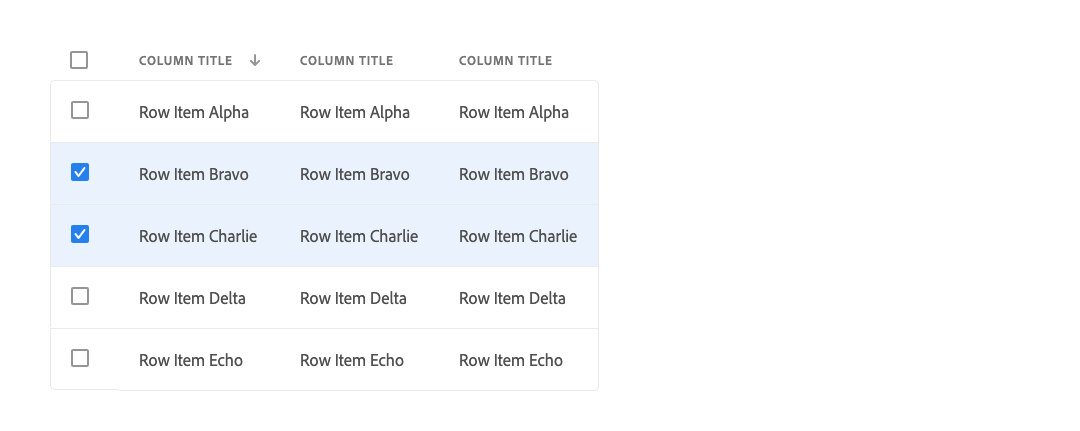 COLUMN TITLE COLUMN TITLE COLUMN TITLE
Row Item Alpha Row Item Alpha Row Item Alpha
Row Item Bravo Row Item Bravo Row Item Bravo
Row Item Charlie Row Item Charlie Row Item Charlie
Row Item Delta Row Item Delta Row Item Delta
Row Item Echo Row Item Echo Row Item Echo